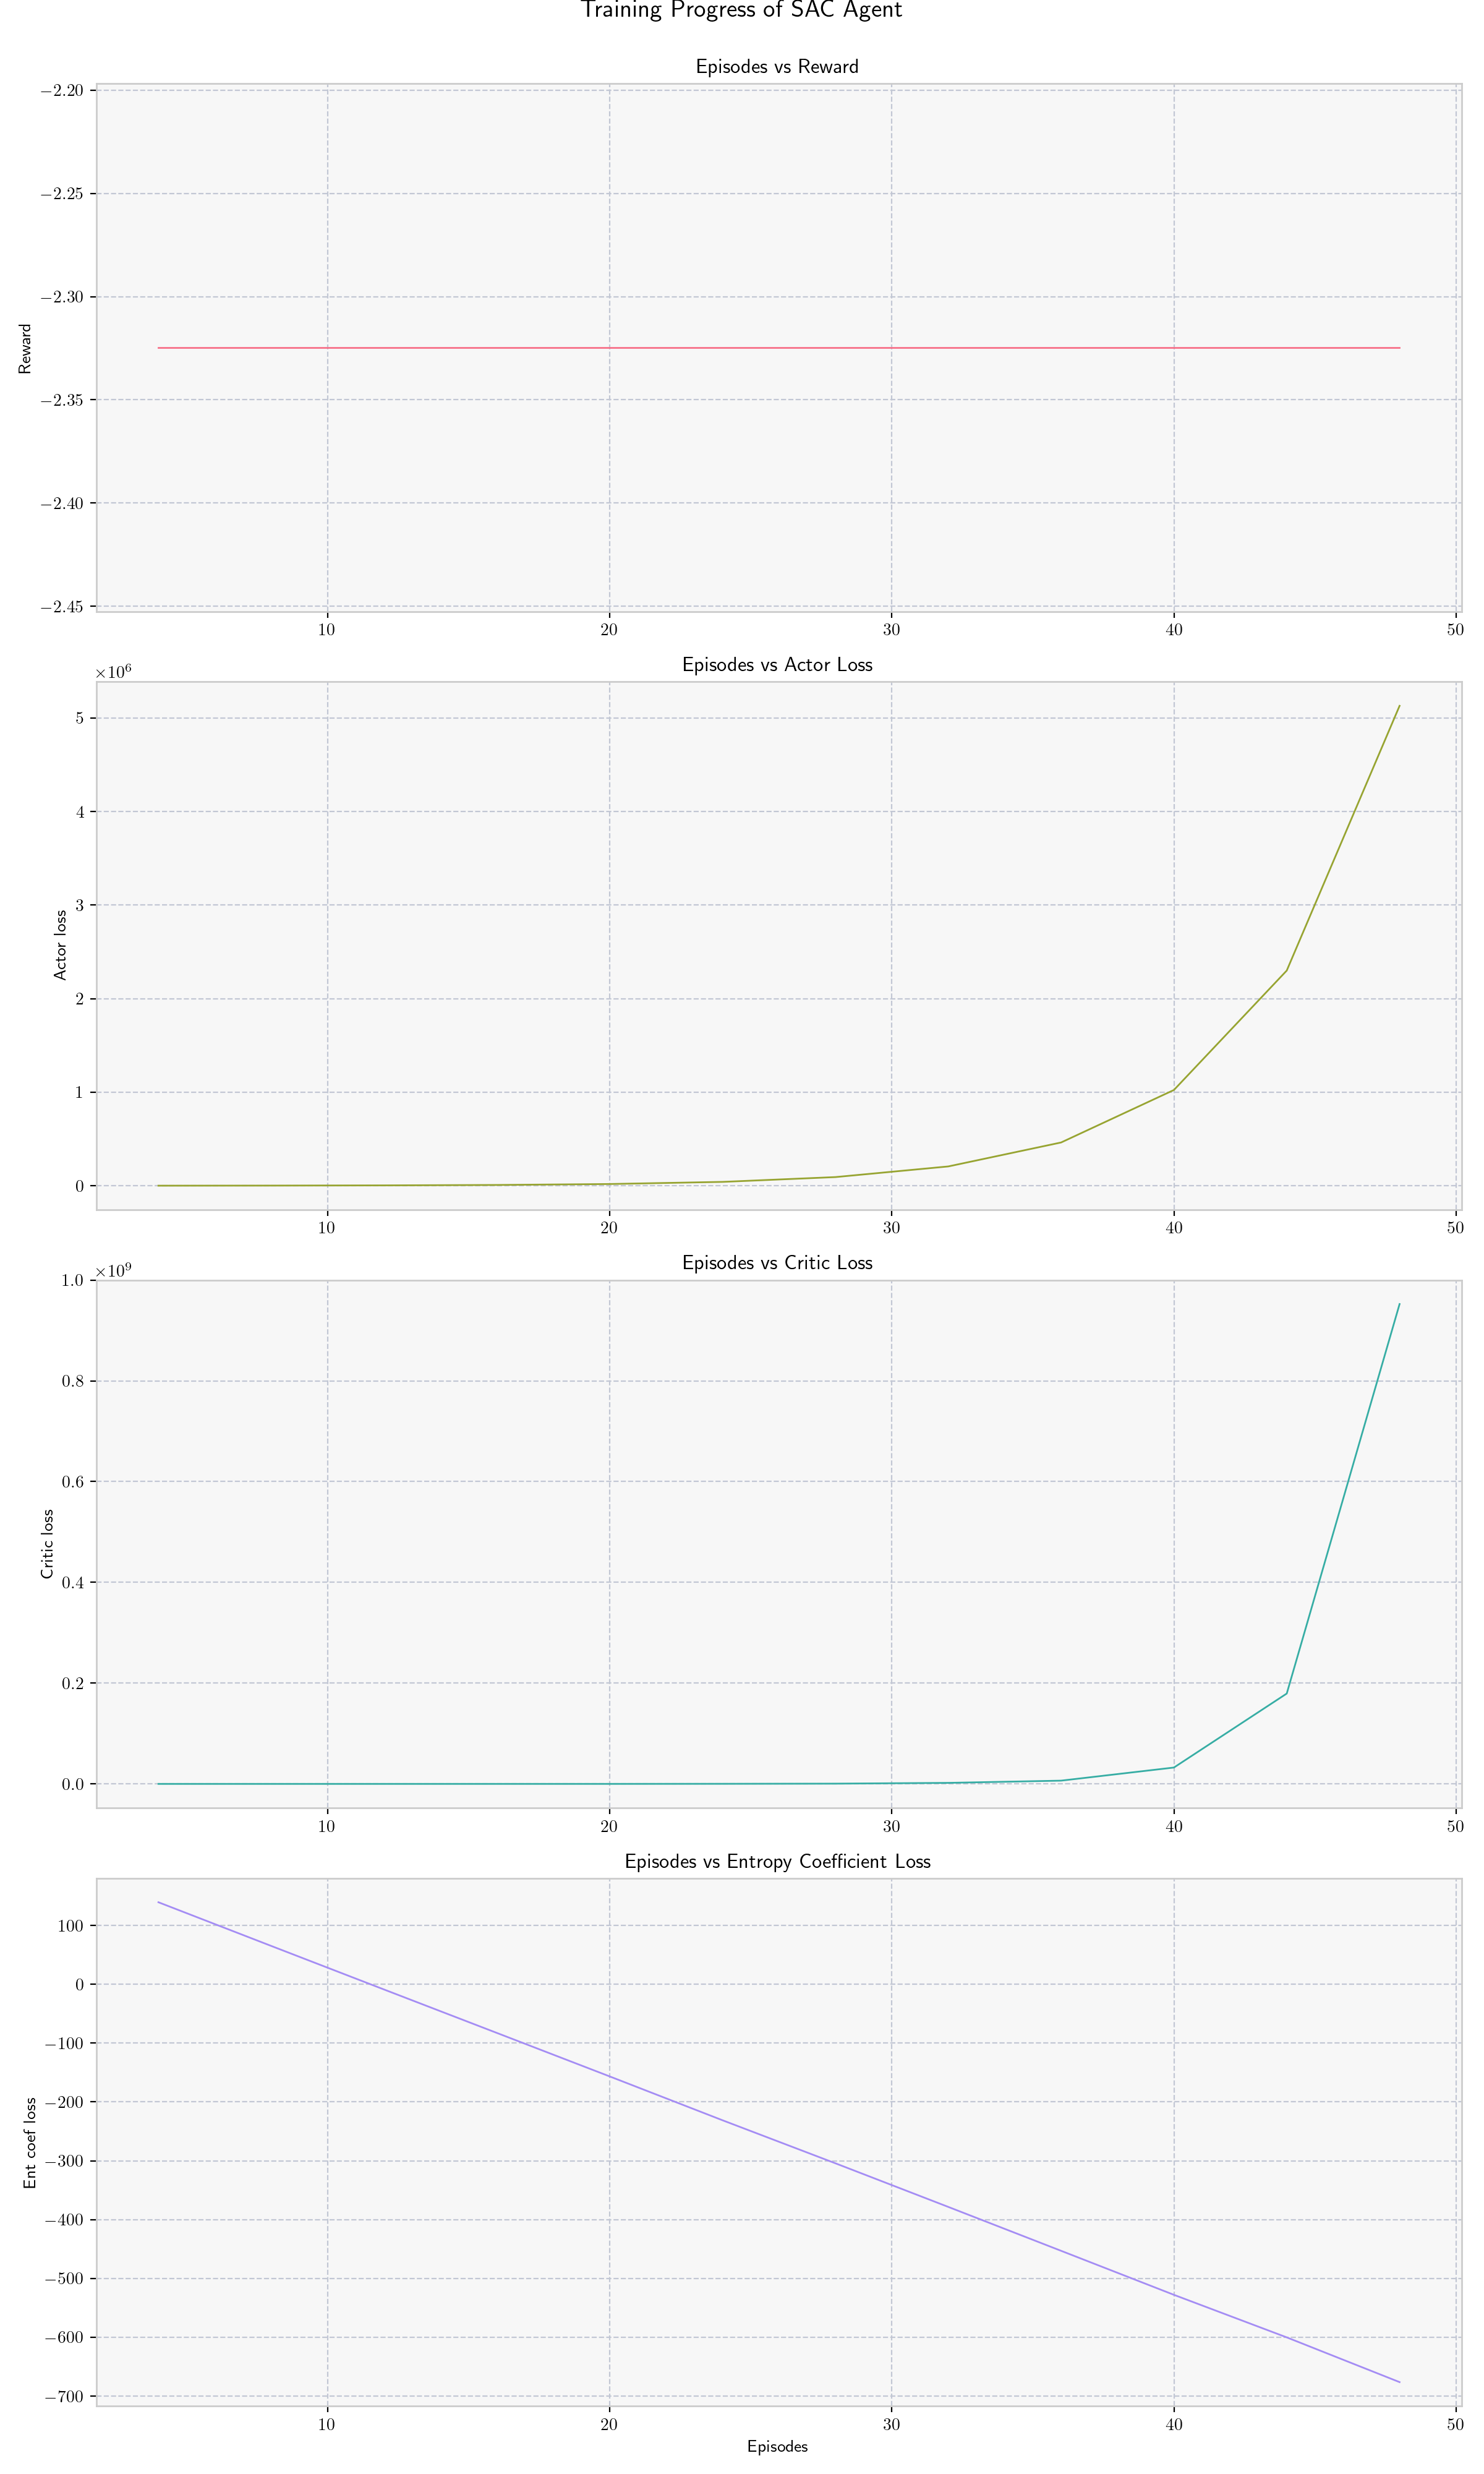 Training Progress of SAC Agent
Episodes vs Reward
−2.20
−2.25
−2.30
−2.35
−2.40
−2.45
Reward
10 20 30 40 50
Episodes vs Actor Loss
×10⁶
5
4
3
2
1
0
Actor loss
10 20 30 40 50
Episodes vs Critic Loss
×10⁹
1.0
0.8
0.6
0.4
0.2
0.0
Critic loss
10 20 30 40 50
Episodes vs Entropy Coefficient Loss
100
0
−100
−200
−300
−400
−500
−600
−700
Ent coef loss
10 20 30 40 50
Episodes